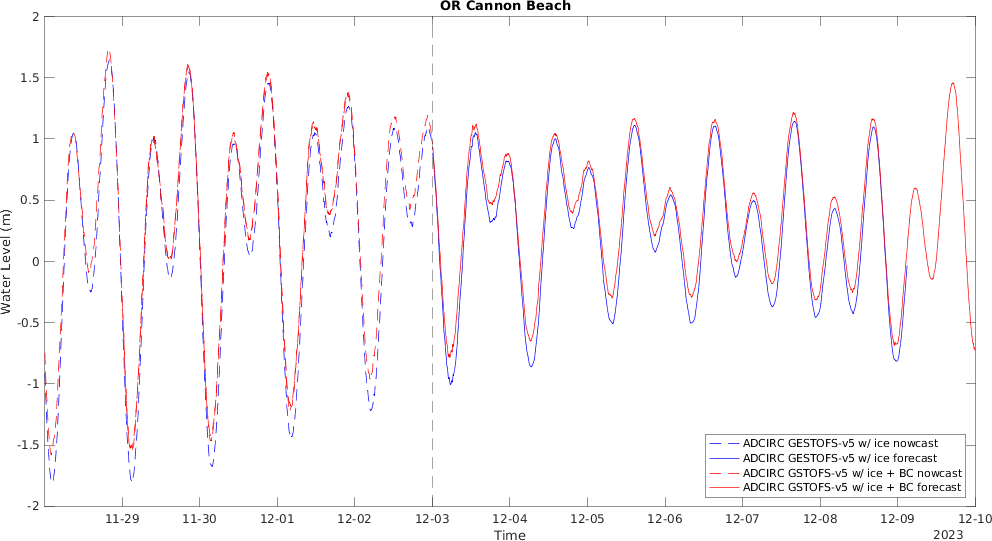 OR Cannon Beach
2
1.5
1
0.5
0
-0.5
-1
-1.5
-2
Water Level (m)
11-29 11-30 12-01 12-02 12-03 12-04 12-05 12-06 12-07 12-08 12-09 12-10
Time
2023
ADCIRC GESTOFS-v5 w/ ice nowcast
ADCIRC GESTOFS-v5 w/ ice forecast
ADCIRC GSTOFS-v5 w/ ice + BC nowcast
ADCIRC GSTOFS-v5 w/ ice + BC forecast